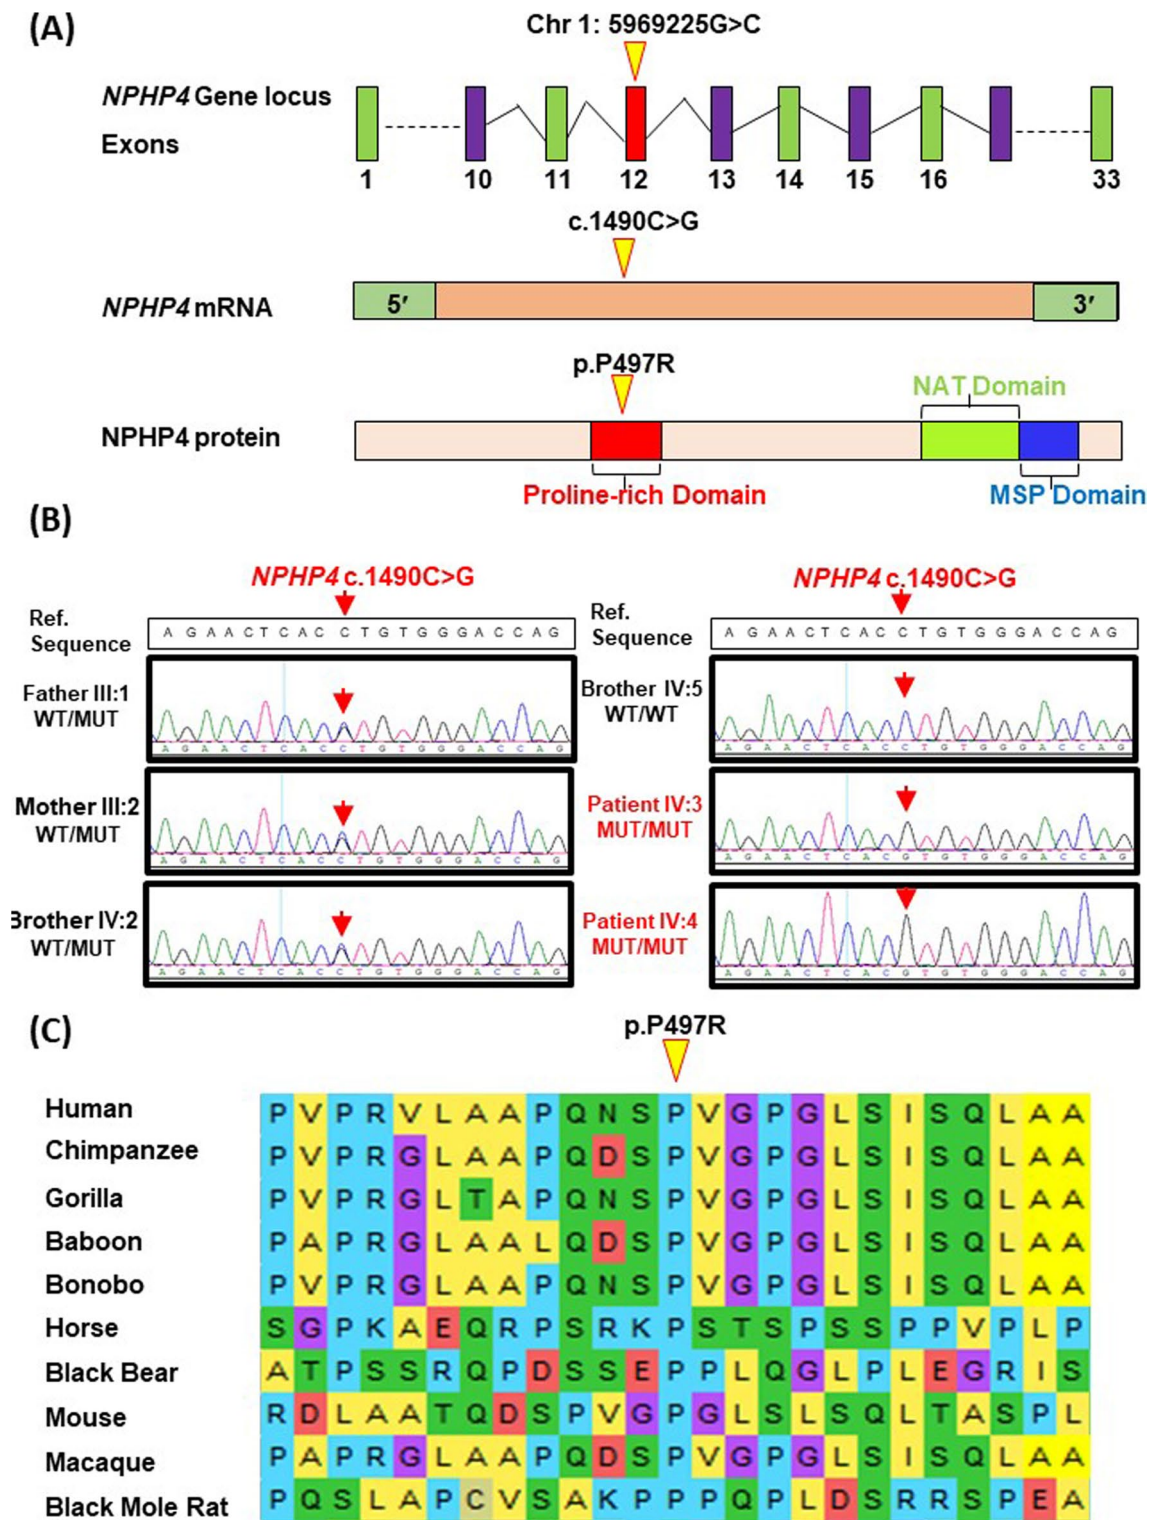 (A)
Chr 1: 5969225G>C
NPHP4 Gene locus
Exons
1 10 11 12 13 14 15 16 33
c.1490C>G
NPHP4 mRNA 5′ 3′
p.P497R
NAT Domain
NPHP4 protein
Proline-rich Domain MSP Domain
(B)
NPHP4 c.1490C>G NPHP4 c.1490C>G
Ref.
Sequence
A G A A C T C A C C T G T G G G A C C A G
Ref.
Sequence
A G A A C T C A C C T G T G G G A C C A G
Father III:1
WT/MUT
A G A A C T C A C C T G T G G G A C C A G
Brother IV:5
WT/WT
A G A A C T C A C C T G T G G G A C C A G
Mother III:2
WT/MUT
A G A A C T C A C C T G T G G G A C C A G
Patient IV:3
MUT/MUT
A G A A C T C A C G T G T G G G A C C A G
Brother IV:2
WT/MUT
A G A A C T C A C C T G T G G G A C C A G
Patient IV:4
MUT/MUT
A G A A C T C A C G T G T G G G A C C A G
(C)
p.P497R
Human P V P R V L A A P Q N S P V G P G L S I S Q L A A
Chimpanzee P V P R G L A A P Q D S P V G P G L S I S Q L A A
Gorilla P V P R G L T A P Q N S P V G P G L S I S Q L A A
Baboon P A P R G L A A L Q D S P V G P G L S I S Q L A A
Bonobo P V P R G L A A P Q N S P V G P G L S I S Q L A A
Horse S G P K A E Q R P S R K P S T S P S S P P V P L P
Black Bear A T P S S R Q P D S S E P P L Q G L P L E G R I S
Mouse R D L A A T Q D S P V G P G L S L S Q L T A S P L
Macaque P A P R G L A A P Q D S P V G P G L S I S Q L A A
Black Mole Rat P Q S L A P C V S A K P P P Q P L D S R R S P E A